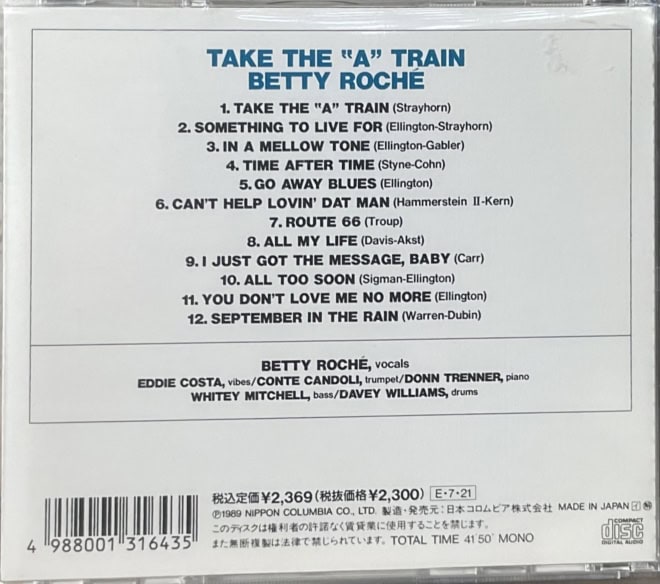 TAKE THE "A" TRAIN
BETTY ROCHÉ
1. TAKE THE "A" TRAIN (Strayhorn)
2. SOMETHING TO LIVE FOR (Ellington-Strayhorn)
3. IN A MELLOW TONE (Ellington-Gabler)
4. TIME AFTER TIME (Styne-Cohn)
5. GO AWAY BLUES (Ellington)
6. CAN'T HELP LOVIN' DAT MAN (Hammerstein II-Kern)
7. ROUTE 66 (Troup)
8. ALL MY LIFE (Davis-Akst)
9. I JUST GOT THE MESSAGE, BABY (Carr)
10. ALL TOO SOON (Sigman-Ellington)
11. YOU DON'T LOVE ME NO MORE (Ellington)
12. SEPTEMBER IN THE RAIN (Warren-Dubin)
BETTY ROCHÉ, vocals
EDDIE COSTA, vibes/CONTE CANDOLI, trumpet/DONN TRENNER, piano
WHITEY MITCHELL, bass/DAVEY WILLIAMS, drums
税込定価¥2,369(税抜価格¥2,300) E・7・21
Ⓟ1989 NIPPON COLUMBIA CO., LTD. 製造・発売元:日本コロムビア株式会社 MADE IN JAPAN
このディスクは権利者の許諾なく賃貸業に使用することを禁じます。
また無断複製は法律で禁じられています。TOTAL TIME 41'50" MONO
COMPACT
disc
DIGITAL AUDIO
4 988001 316435